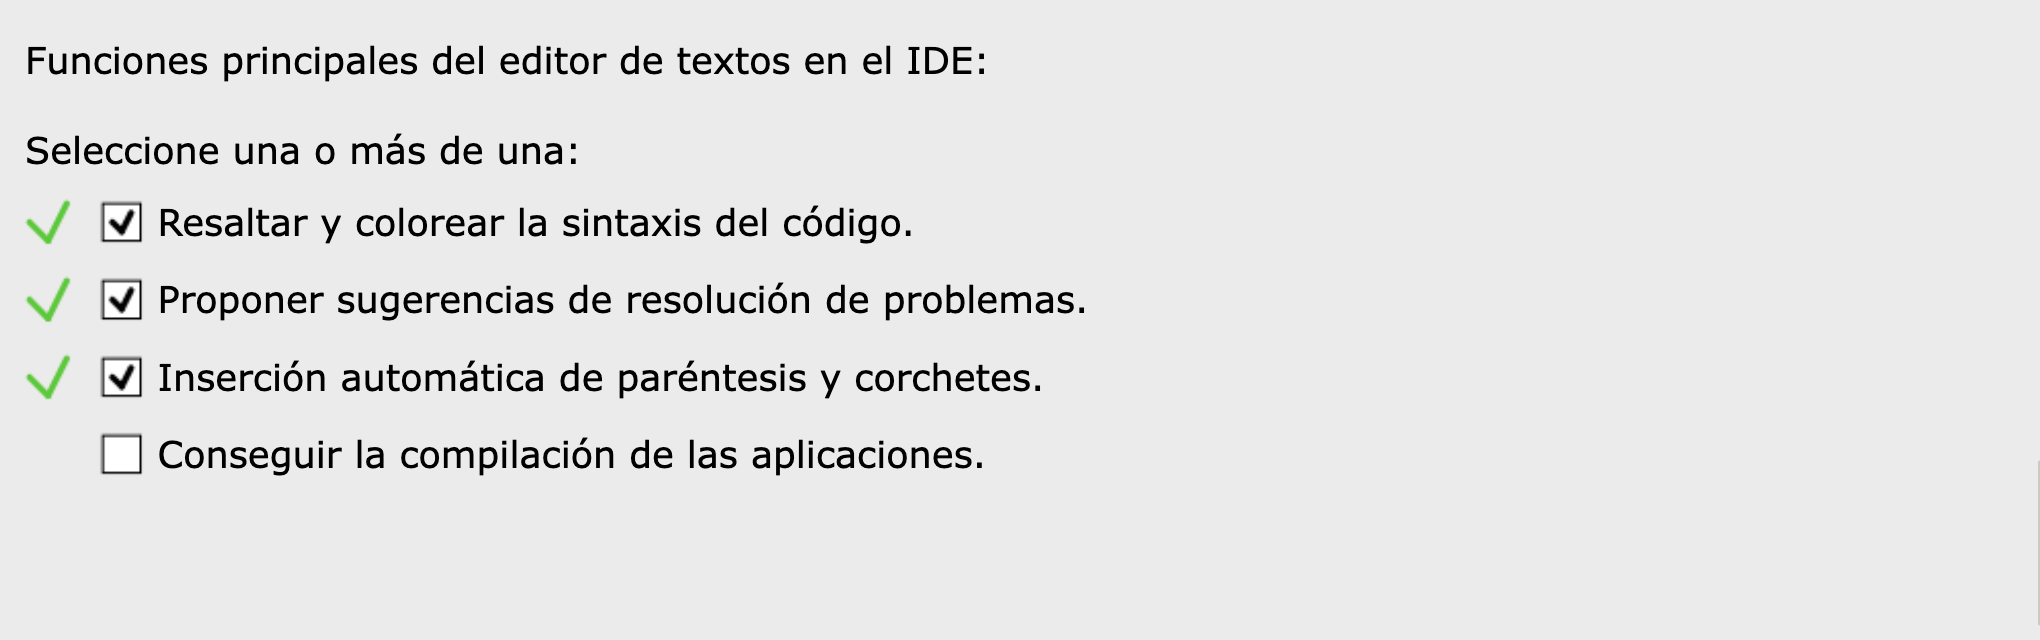 Funciones principales del editor de textos en el IDE:
Seleccione una o más de una:
Resaltar y colorear la sintaxis del código.
Proponer sugerencias de resolución de problemas.
Inserción automática de paréntesis y corchetes.
Conseguir la compilación de las aplicaciones.